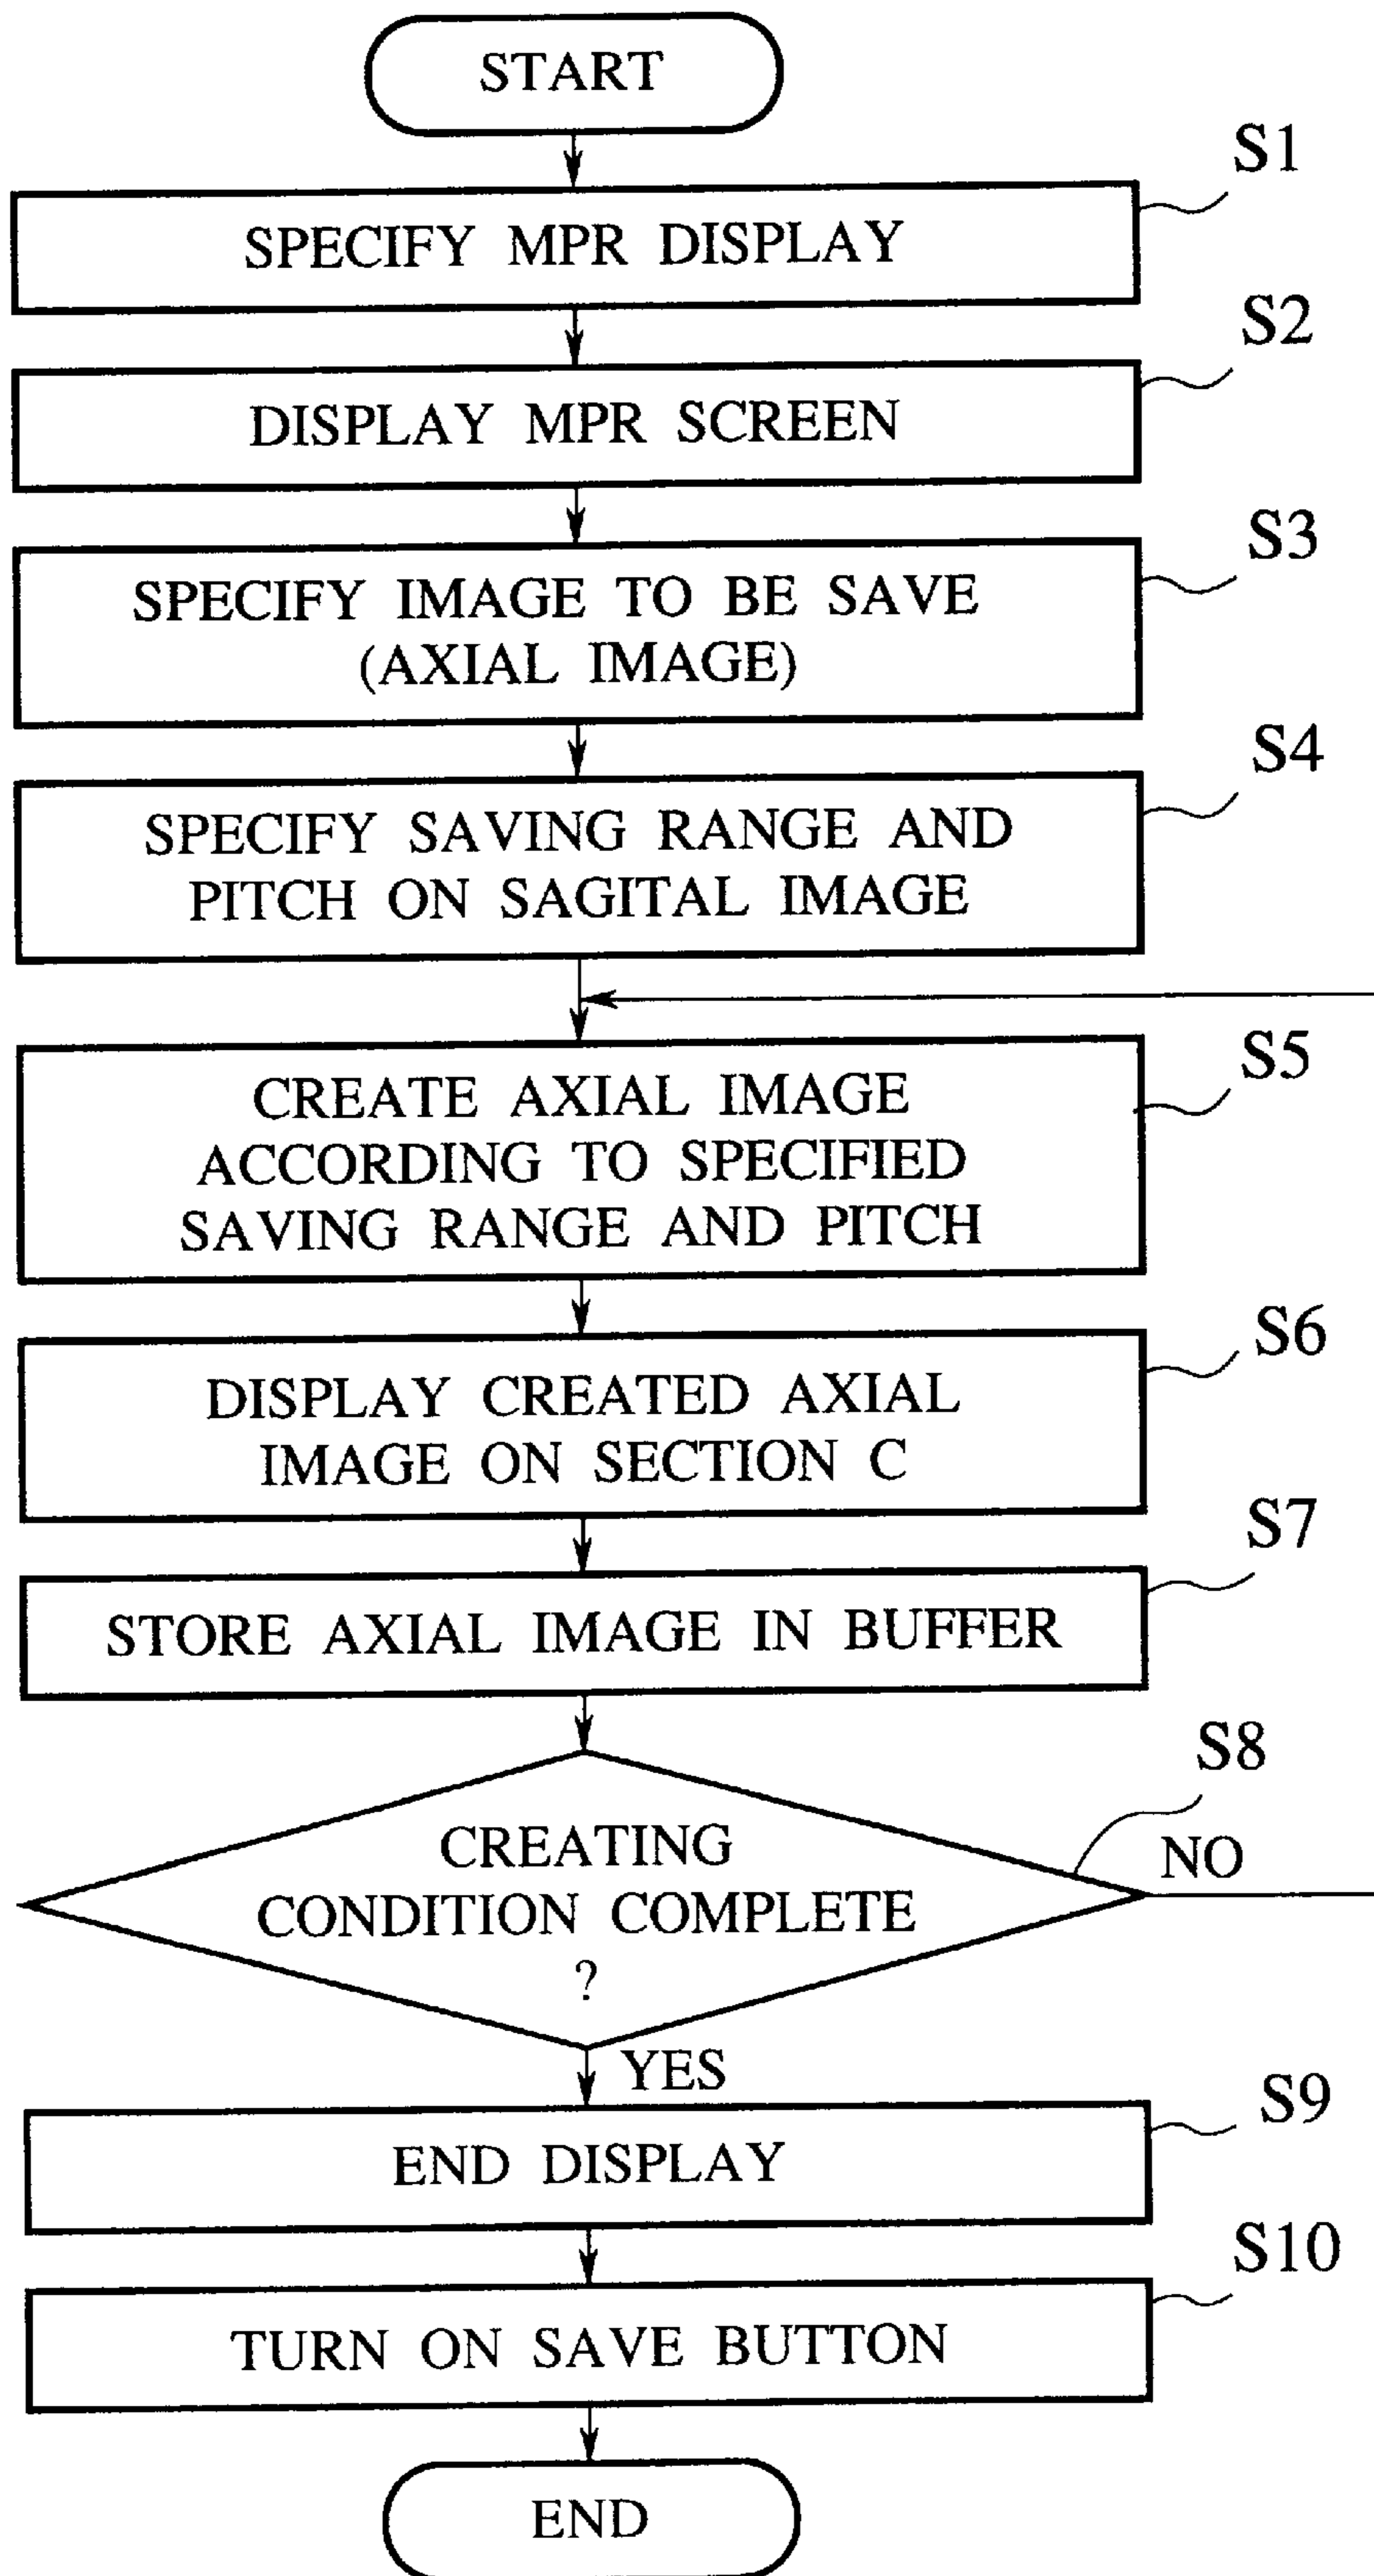 START
S1
SPECIFY MPR DISPLAY
S2
DISPLAY MPR SCREEN
S3
SPECIFY IMAGE TO BE SAVE
(AXIAL IMAGE)
S4
SPECIFY SAVING RANGE AND
PITCH ON SAGITAL IMAGE
S5
CREATE AXIAL IMAGE
ACCORDING TO SPECIFIED
SAVING RANGE AND PITCH
S6
DISPLAY CREATED AXIAL
IMAGE ON SECTION C
S7
STORE AXIAL IMAGE IN BUFFER
S8
CREATING
CONDITION COMPLETE
?
NO
YES
S9
END DISPLAY
S10
TURN ON SAVE BUTTON
END